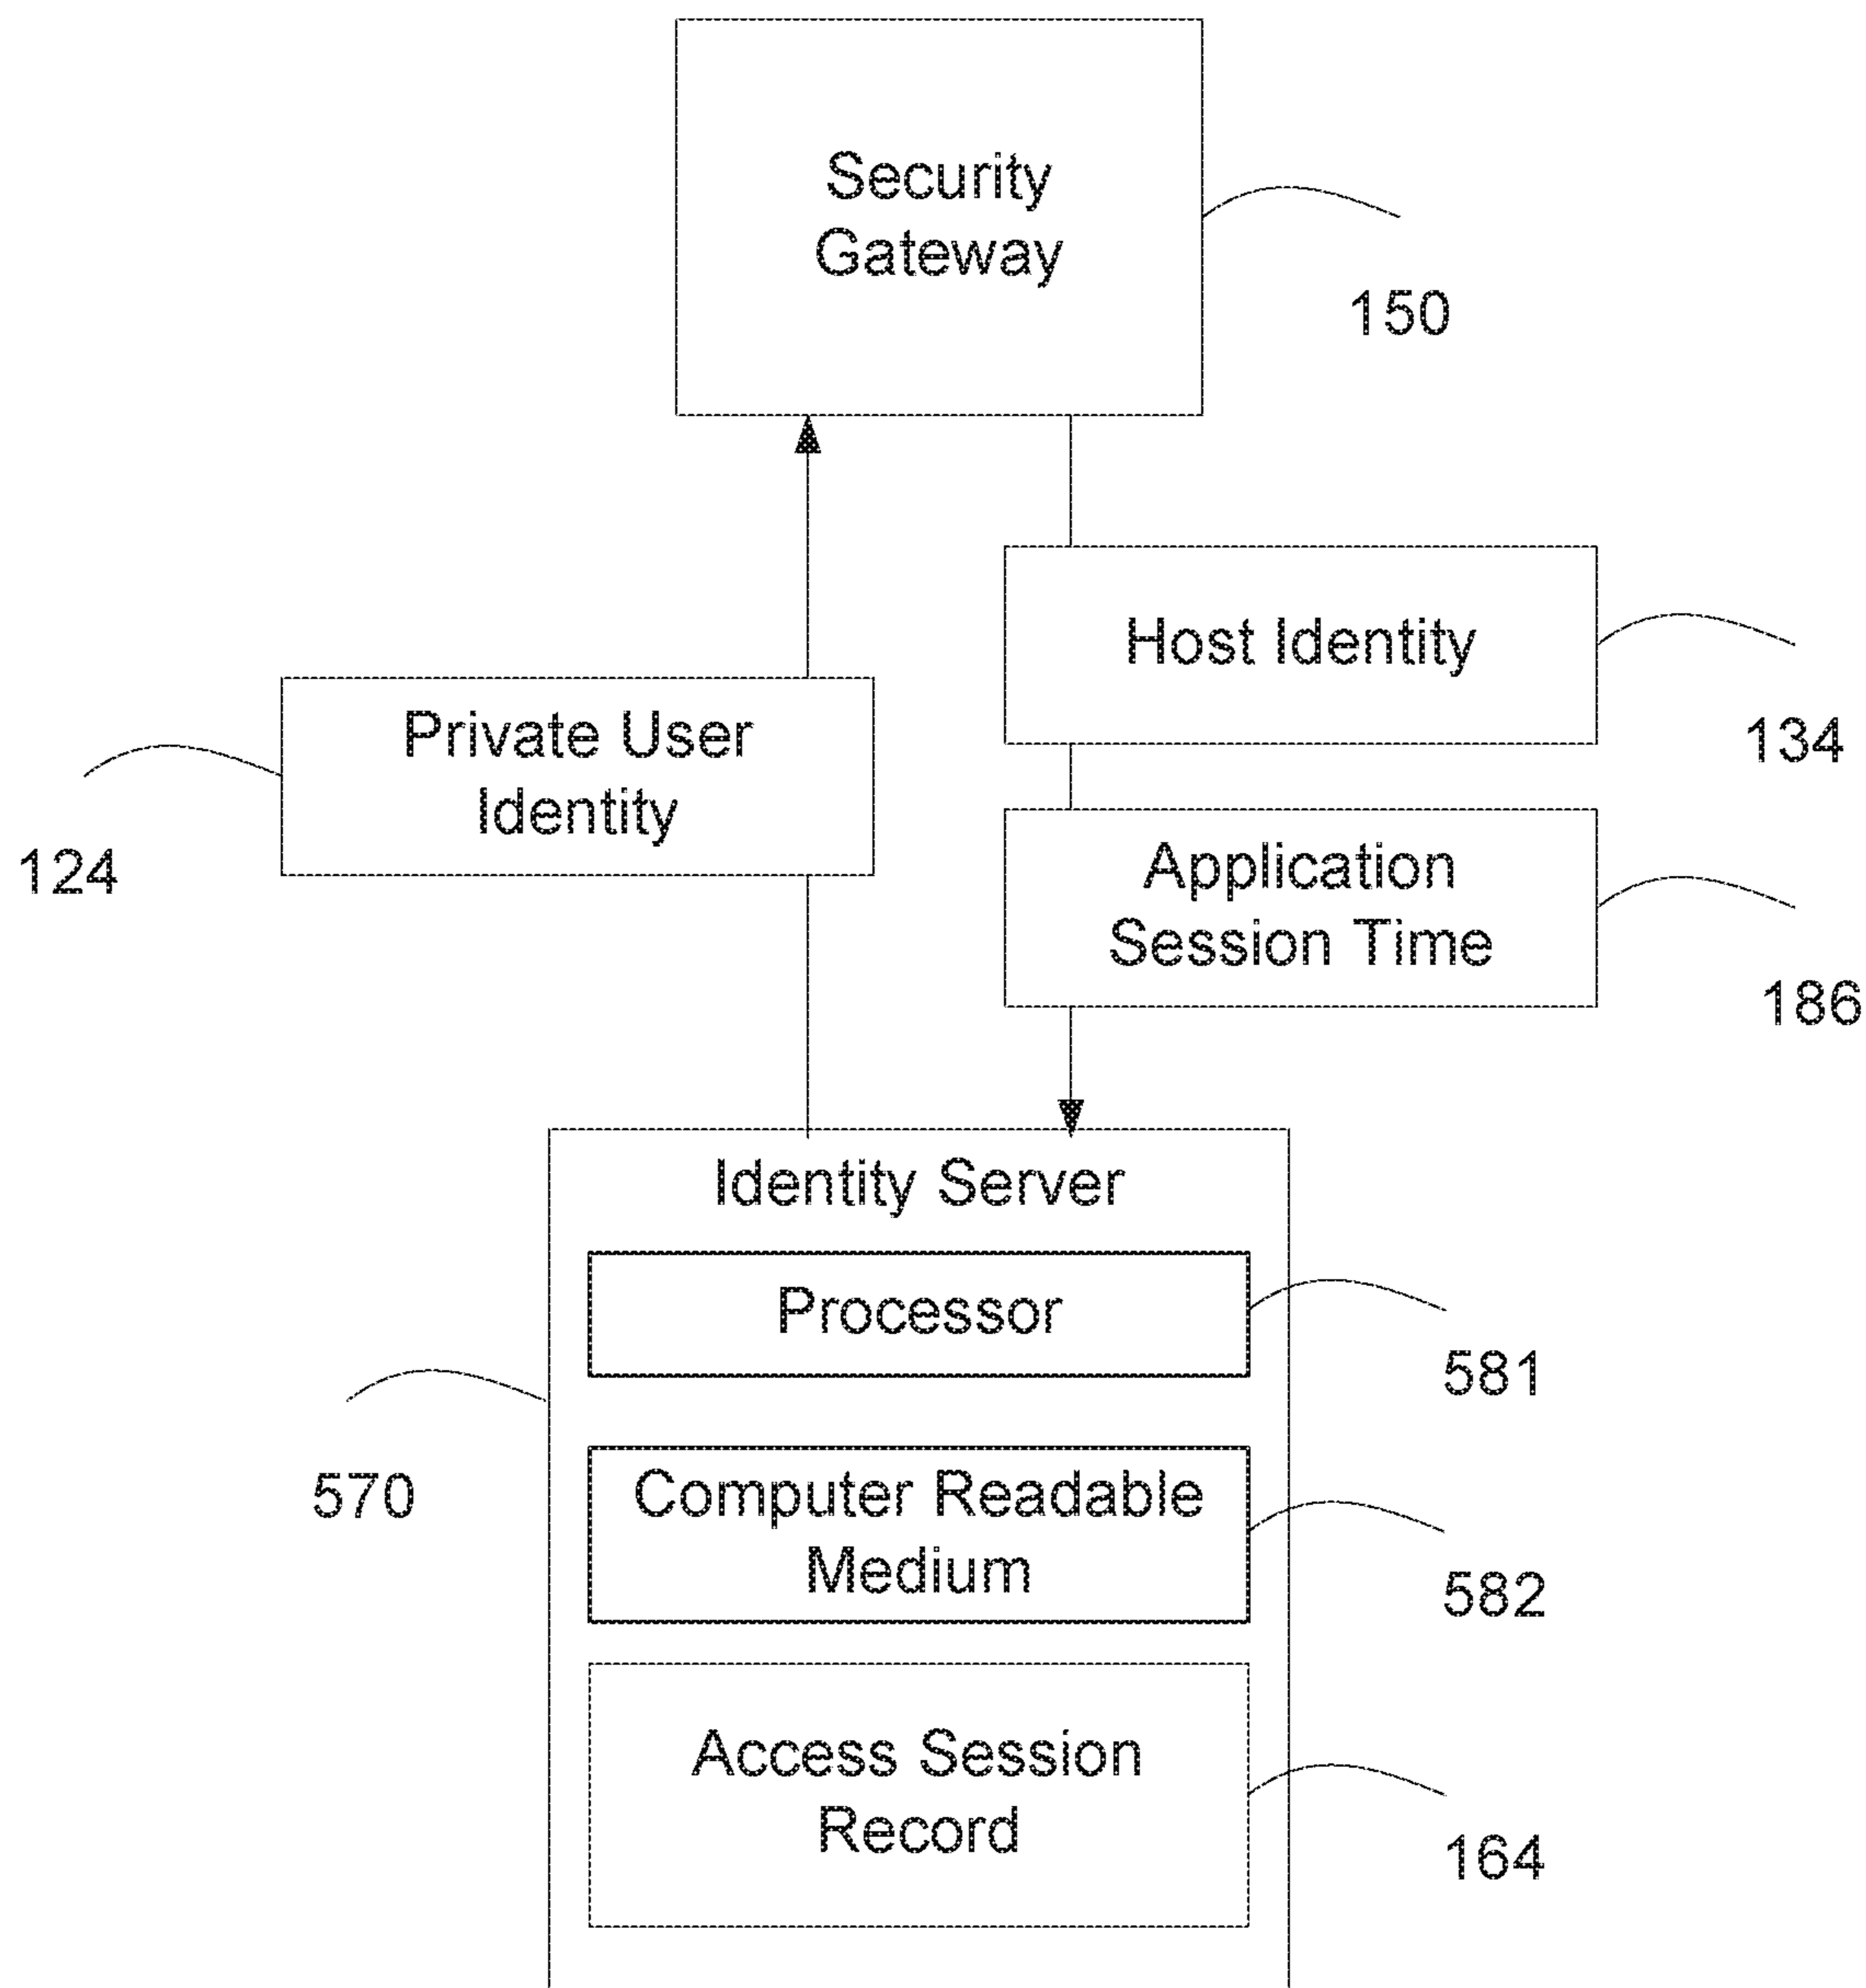 Security
Gateway
150
Host Identity
134
Private User
Identity
124
Application
Session Time
186
Identity Server
Processor
581
570
Computer Readable
Medium
582
Access Session
Record
164